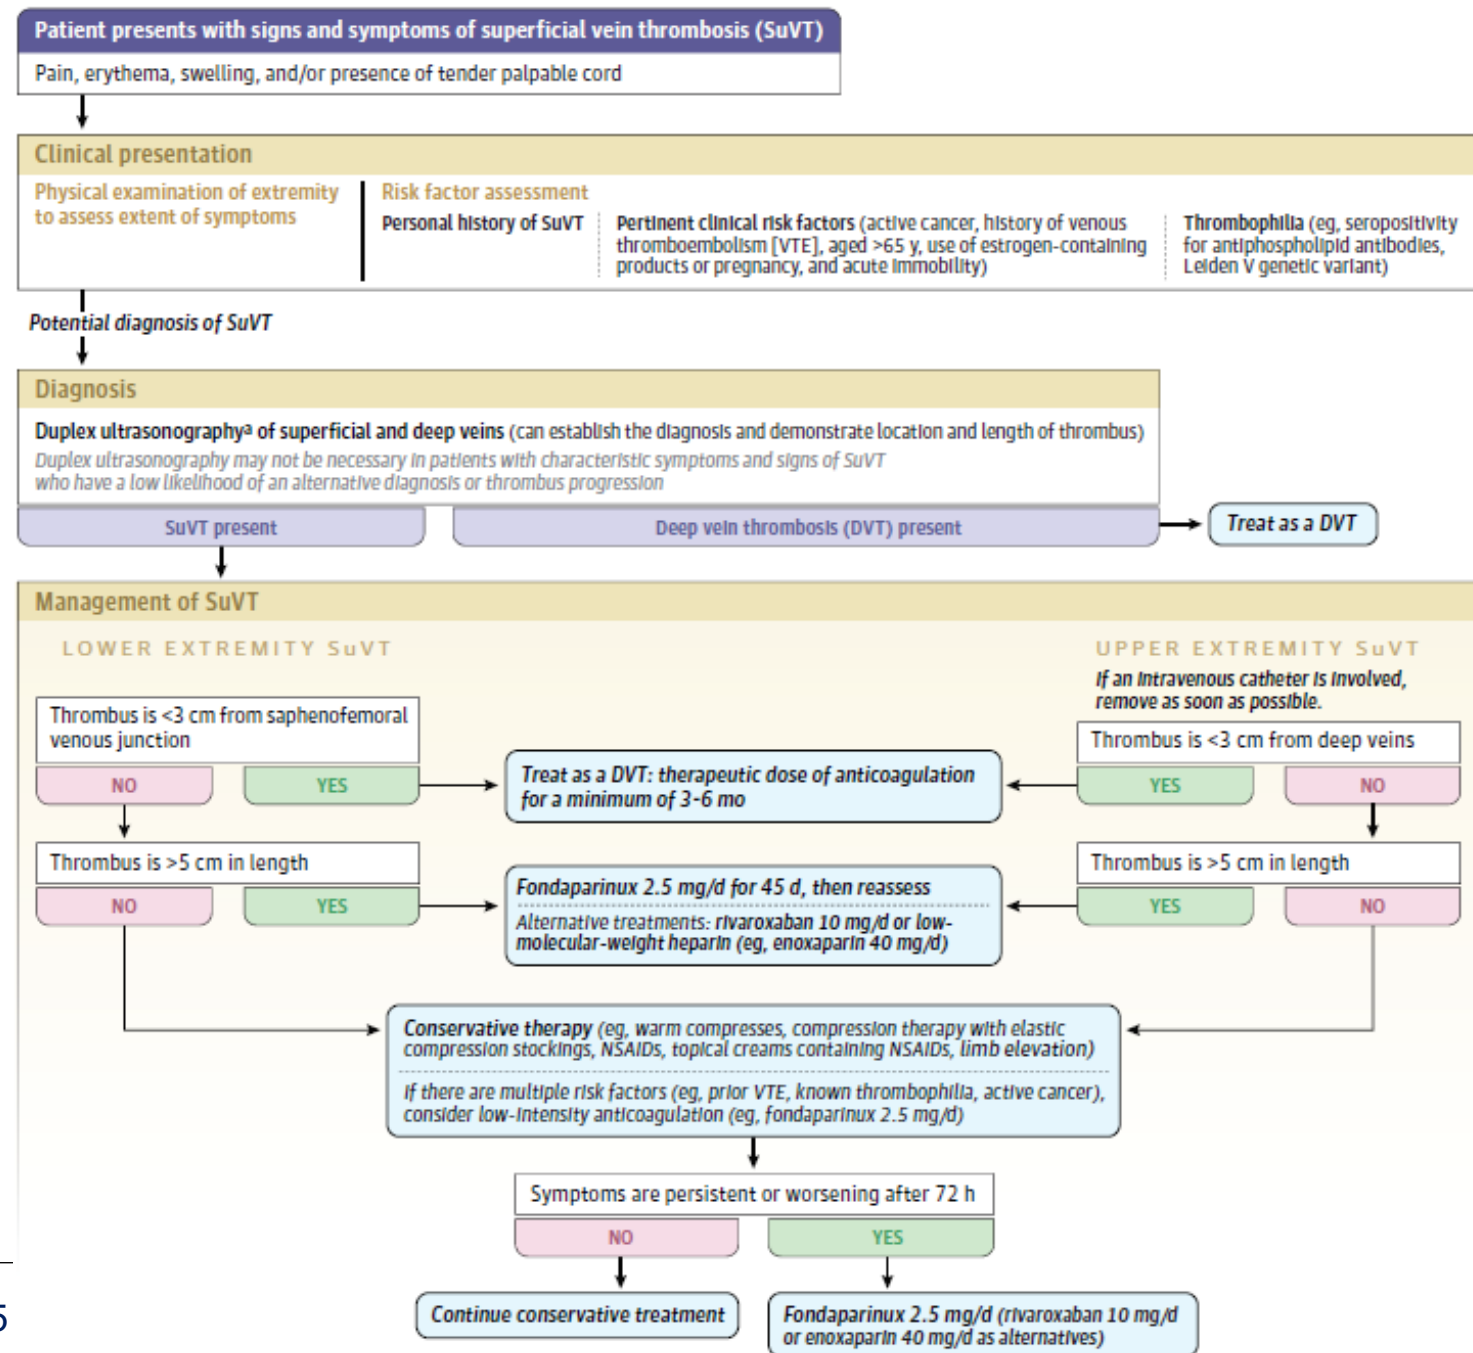 Patient presents with signs and symptoms of superficial vein thrombosis (SuVT)
Pain, erythema, swelling, and/or presence of tender palpable cord
Clinical presentation
Physical examination of extremity
to assess extent of symptoms
Risk factor assessment
Personal history of SuVT
Pertinent clinical risk factors (active cancer, history of venous
thromboembolism [VTE], aged >65 y, use of estrogen-containing
products or pregnancy, and acute immobility)
Thrombophilia (eg, seropositivity
for antiphospholipid antibodies,
Leiden V genetic variant)
Potential diagnosis of SuVT
Diagnosis
Duplex ultrasonographyª of superficial and deep veins (can establish the diagnosis and demonstrate location and length of thrombus)
Duplex ultrasonography may not be necessary in patients with characteristic symptoms and signs of SuVT
who have a low likelihood of an alternative diagnosis or thrombus progression
SuVT present
Deep vein thrombosis (DVT) present
Treat as a DVT
Management of SuVT
LOWER EXTREMITY SuVT
UPPER EXTREMITY SuVT
If an intravenous catheter is involved,
remove as soon as possible.
Thrombus is <3 cm from saphenofemoral
venous junction
NO
YES
Treat as a DVT: therapeutic dose of anticoagulation
for a minimum of 3-6 mo
Thrombus is <3 cm from deep veins
YES
NO
Thrombus is >5 cm in length
NO
YES
Fondaparinux 2.5 mg/d for 45 d, then reassess
Alternative treatments: rivaroxaban 10 mg/d or low-
molecular-weight heparin (eg, enoxaparin 40 mg/d)
Thrombus is >5 cm in length
YES
NO
Conservative therapy (eg, warm compresses, compression therapy with elastic
compression stockings, NSAIDs, topical creams containing NSAIDs, limb elevation)
If there are multiple risk factors (eg, prior VTE, known thrombophilia, active cancer),
consider low-intensity anticoagulation (eg, fondaparinux 2.5 mg/d)
Symptoms are persistent or worsening after 72 h
NO
YES
Continue conservative treatment
Fondaparinux 2.5 mg/d (rivaroxaban 10 mg/d
or enoxaparin 40 mg/d as alternatives)
5